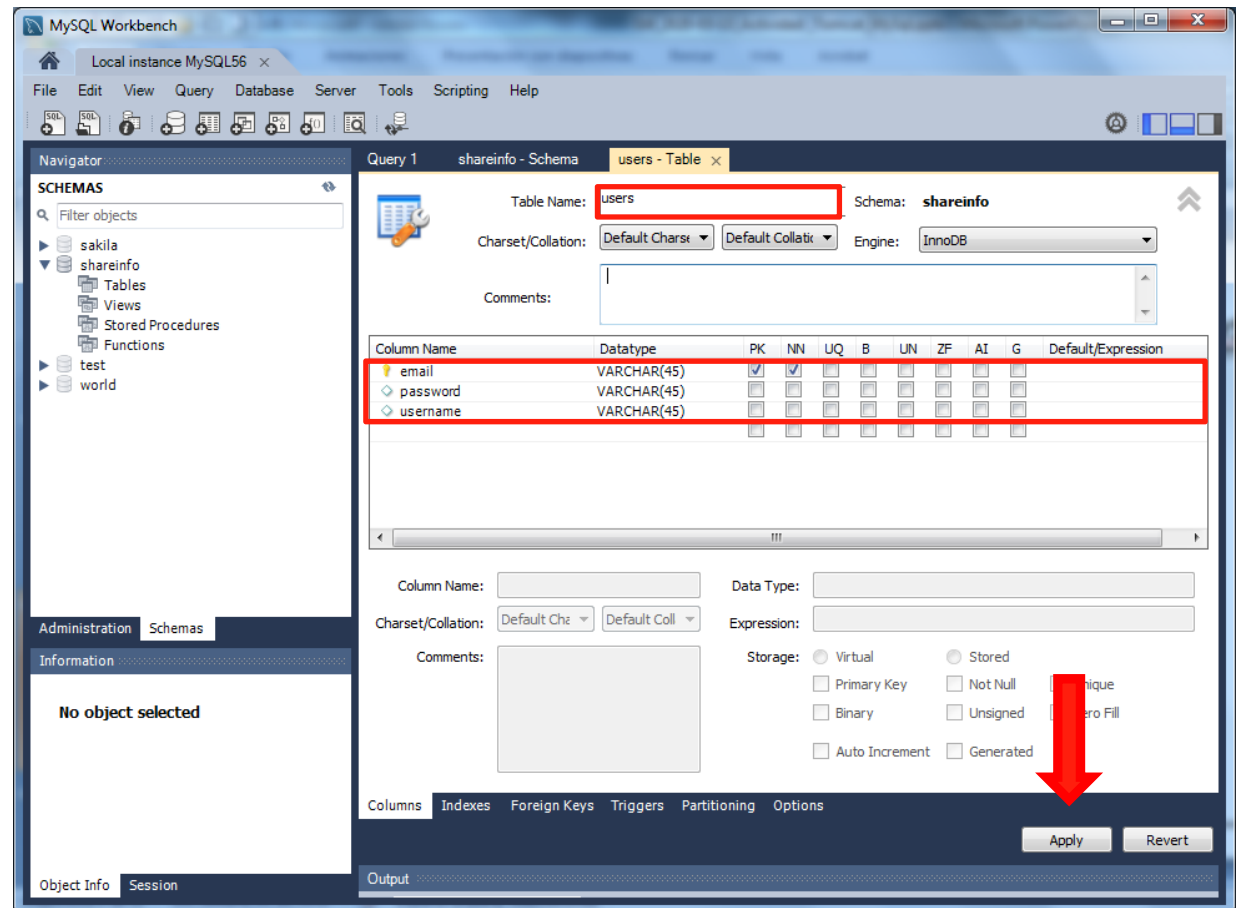 MySQL Workbench
Local instance MySQL56
File Edit View Query Database Server Tools Scripting Help
Navigator
SCHEMAS
Filter objects
sakila
shareinfo
Tables
Views
Stored Procedures
Functions
test
world
Administration Schemas
Information
No object selected
Object Info Session
Query 1 shareinfo - Schema users - Table
Table Name: users Schema: shareinfo
Charset/Collation: Default Charse Default Collatic Engine: InnoDB
Comments:
Column Name Datatype PK NN UQ B UN ZF AI G Default/Expression
email VARCHAR(45)
password VARCHAR(45)
username VARCHAR(45)
Column Name: Data Type:
Charset/Collation: Default Cha Default Coll Expression:
Comments: Storage: Virtual Stored
Primary Key Not Null
Binary Unsigned Fill
Auto Increment Generated
Columns Indexes Foreign Keys Triggers Partitioning Options
Apply Revert
Output